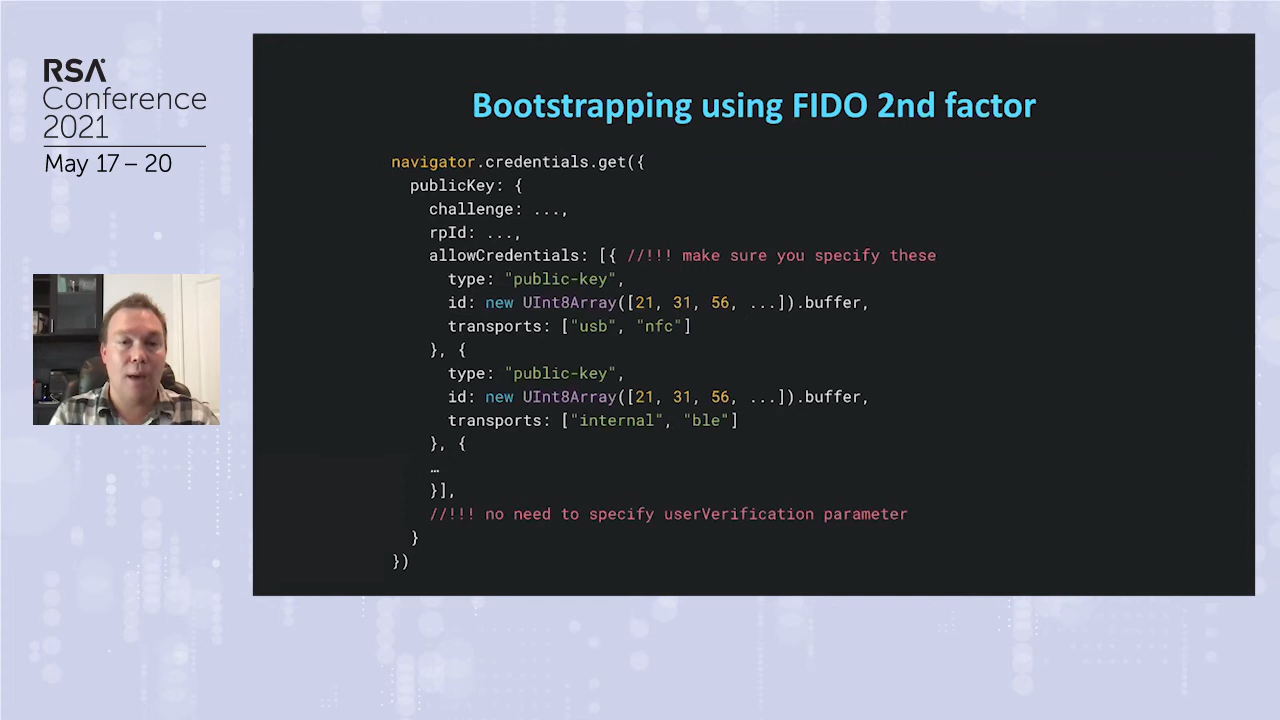 RSA
Conference
2021
May 17 – 20
Bootstrapping using FIDO 2nd factor
navigator.credentials.get({
publicKey: {
challenge: ...,
rpId: ...,
allowCredentials: [{ //!!! make sure you specify these
type: "public-key",
id: new UInt8Array([21, 31, 56, ...]).buffer,
transports: ["usb", "nfc"]
}, {
type: "public-key",
id: new UInt8Array([21, 31, 56, ...]).buffer,
transports: ["internal", "ble"]
}, {
…
}],
//!!! no need to specify userVerification parameter
}
})